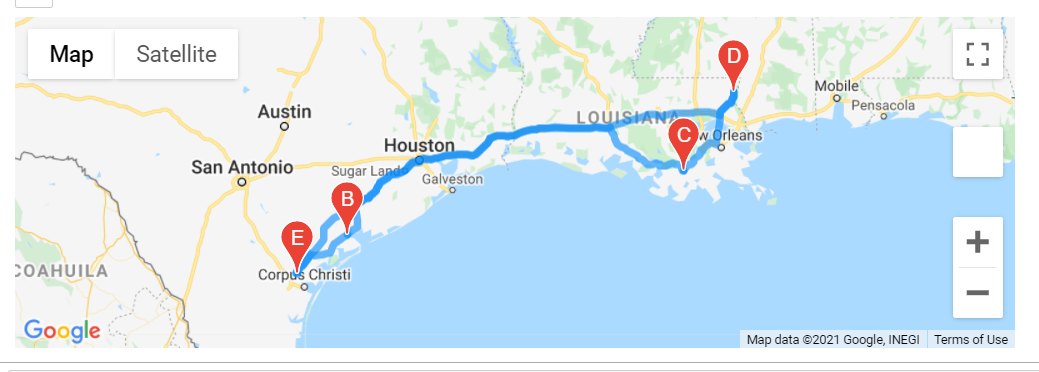 Map Satellite
D
Mobile
Pensacola
Austin
LOUISIANA
C
w Orleans
Houston
San Antonio
Sugar Land
Galveston
B
E
COAHUILA
Corpus Christi
+
−
Google
Map data ©2021 Google, INEGI Terms of Use